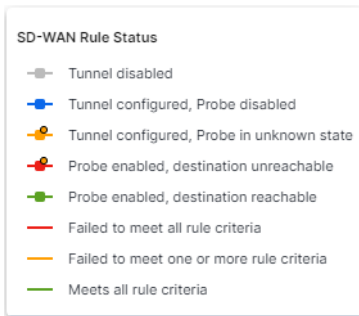 SD-WAN Rule Status
Tunnel disabled
Tunnel configured, Probe disabled
Tunnel configured, Probe in unknown state
Probe enabled, destination unreachable
Probe enabled, destination reachable
Failed to meet all rule criteria
Failed to meet one or more rule criteria
Meets all rule criteria